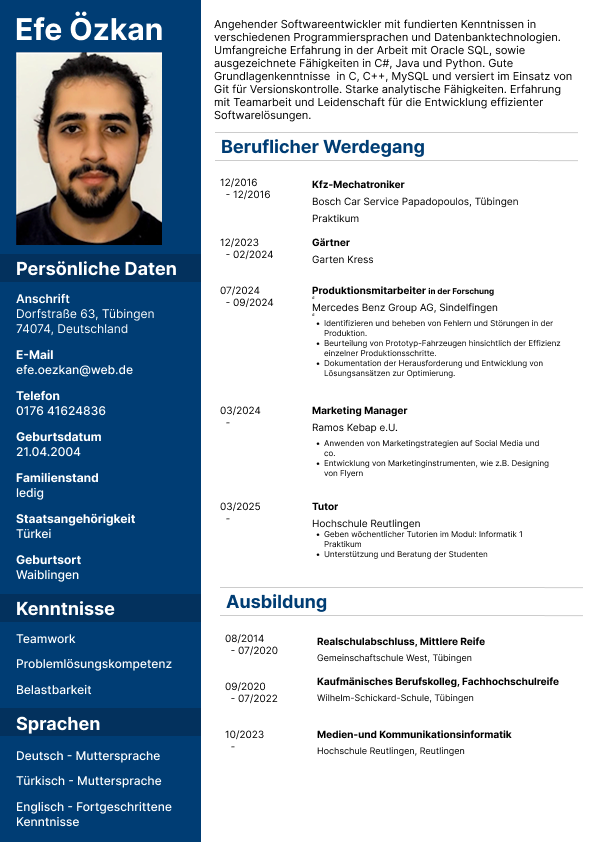 Efe Özkan
Persönliche Daten
Anschrift
Dorfstraße 63, Tübingen
74074, Deutschland
E-Mail
efe.oezkan@web.de
Telefon
0176 41624836
Geburtsdatum
21.04.2004
Familienstand
ledig
Staatsangehörigkeit
Türkei
Geburtsort
Waiblingen
Kenntnisse
Teamwork
Problemlösungskompetenz
Belastbarkeit
Sprachen
Deutsch - Muttersprache
Türkisch - Muttersprache
Englisch - Fortgeschrittene
Kenntnisse
Angehender Softwareentwickler mit fundierten Kenntnissen in
verschiedenen Programmiersprachen und Datenbanktechnologien.
Umfangreiche Erfahrung in der Arbeit mit Oracle SQL, sowie
ausgezeichnete Fähigkeiten in C#, Java und Python. Gute
Grundlagenkenntnisse in C, C++, MySQL und versiert im Einsatz von
Git für Versionskontrolle. Starke analytische Fähigkeiten. Erfahrung
mit Teamarbeit und Leidenschaft für die Entwicklung effizienter
Softwarelösungen.
Beruflicher Werdegang
12/2016
- 12/2016
Kfz-Mechatroniker
Bosch Car Service Papadopoulos, Tübingen
Praktikum
12/2023
- 02/2024
Gärtner
Garten Kress
07/2024
- 09/2024
Produktionsmitarbeiter in der Forschung
Mercedes Benz Group AG, Sindelfingen
• Identifizieren und beheben von Fehlern und Störungen in der
Produktion.
• Beurteilung von Prototyp-Fahrzeugen hinsichtlich der Effizienz
einzelner Produktionsschritte.
• Dokumentation der Herausforderung und Entwicklung von
Lösungsansätzen zur Optimierung.
03/2024
-
Marketing Manager
Ramos Kebap e.U.
• Anwenden von Marketingstrategien auf Social Media und
co.
• Entwicklung von Marketinginstrumenten, wie z.B. Designing
von Flyern
03/2025
-
Tutor
Hochschule Reutlingen
• Geben wöchentlicher Tutorien im Modul: Informatik 1
Praktikum
• Unterstützung und Beratung der Studenten
Ausbildung
08/2014
- 07/2020
Realschulabschluss, Mittlere Reife
Gemeinschaftschule West, Tübingen
09/2020
- 07/2022
Kaufmänisches Berufskolleg, Fachhochschulreife
Wilhelm-Schickard-Schule, Tübingen
10/2023
-
Medien-und Kommunikationsinformatik
Hochschule Reutlingen, Reutlingen